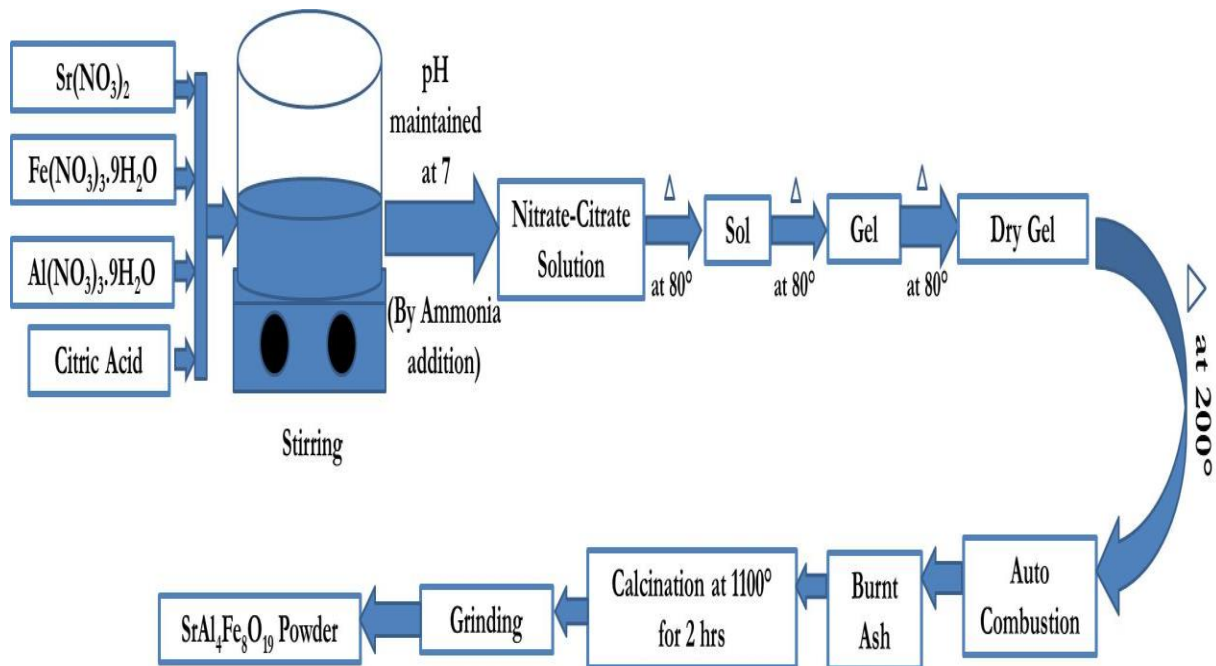 Sr(NO₃)₂
Fe(NO₃)₃.9H₂O
Al(NO₃)₃.9H₂O
Citric Acid
Stirring
pH
maintained
at 7
(By Ammonia
addition)
Nitrate-Citrate
Solution
Δ
at 80°
Sol
Δ
at 80°
Gel
Δ
at 80°
Dry Gel
Δ at 200°
Auto
Combustion
Burnt
Ash
Calcination at 1100°
for 2 hrs
Grinding
SrAl₄Fe₈O₁₉ Powder